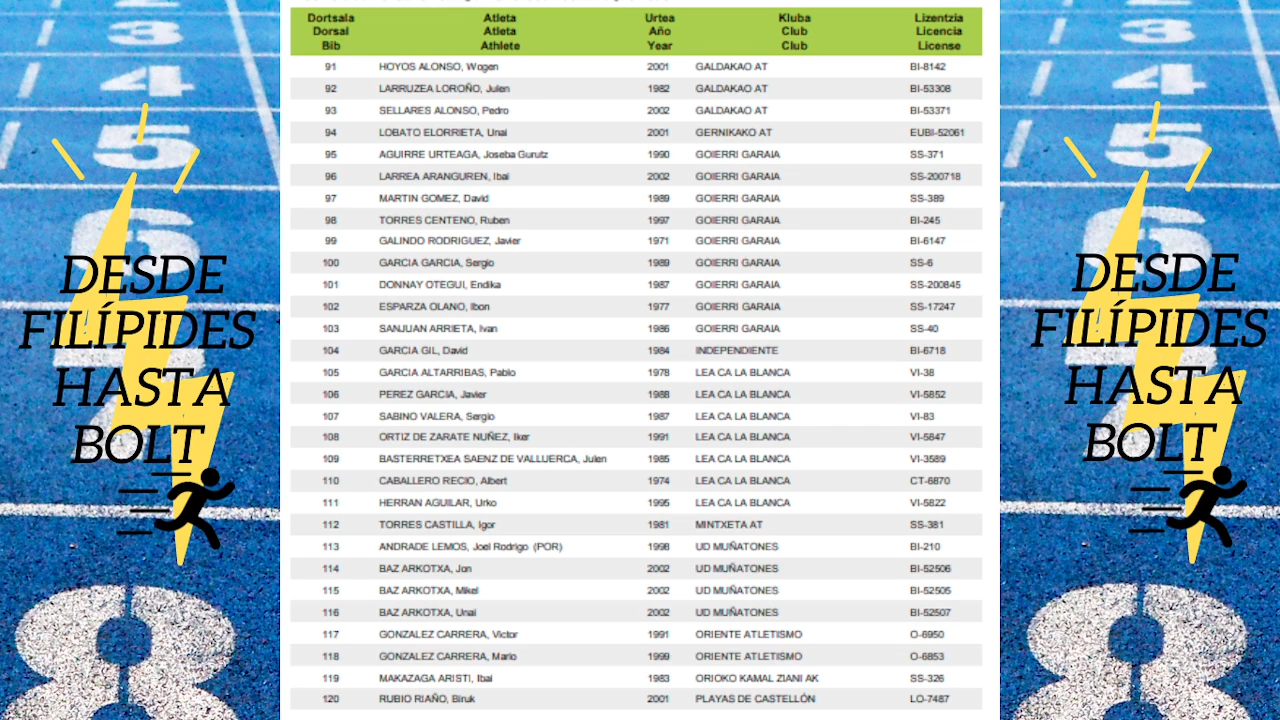 3
4
5
6
7
DESDE
FILÍPIDES
HASTA
BOLT
8
Dortsala Atleta Urtea Kluba Lizentzia
Dorsal Atleta Año Club Licencia
Bib Athlete Year Club License
91 HOYOS ALONSO, Wogen 2001 GALDAKAO AT BI-8142
92 LARRUZEA LOROÑO, Julen 1982 GALDAKAO AT BI-53308
93 SELLARES ALONSO, Pedro 2002 GALDAKAO AT BI-53371
94 LOBATO ELORRIETA, Unai 2001 GERNIKAKO AT EUBI-52061
95 AGUIRRE URTEAGA, Joseba Gurutz 1990 GOIERRI GARAIA SS-371
96 LARREA ARANGUREN, Ibai 2002 GOIERRI GARAIA SS-200718
97 MARTIN GOMEZ, David 1989 GOIERRI GARAIA SS-389
98 TORRES CENTENO, Ruben 1997 GOIERRI GARAIA BI-245
99 GALINDO RODRIGUEZ, Javier 1971 GOIERRI GARAIA BI-6147
100 GARCIA GARCIA, Sergio 1989 GOIERRI GARAIA SS-6
101 DONNAY OTEGUI, Endika 1987 GOIERRI GARAIA SS-200845
102 ESPARZA OLANO, Ibon 1977 GOIERRI GARAIA SS-17247
103 SANJUAN ARRIETA, Ivan 1986 GOIERRI GARAIA SS-40
104 GARCIA GIL, David 1984 INDEPENDIENTE BI-6718
105 GARCIA ALTARRIBAS, Pablo 1978 LEA CA LA BLANCA VI-38
106 PEREZ GARCIA, Javier 1988 LEA CA LA BLANCA VI-5852
107 SABINO VALERA, Sergio 1987 LEA CA LA BLANCA VI-83
108 ORTIZ DE ZARATE NUÑEZ, Iker 1991 LEA CA LA BLANCA VI-5847
109 BASTERRETXEA SAENZ DE VALLUERCA, Julen 1985 LEA CA LA BLANCA VI-3589
110 CABALLERO RECIO, Albert 1974 LEA CA LA BLANCA CT-6870
111 HERRAN AGUILAR, Urko 1995 LEA CA LA BLANCA VI-5822
112 TORRES CASTILLA, Igor 1981 MINTXETA AT SS-381
113 ANDRADE LEMOS, Joel Rodrigo (POR) 1998 UD MUÑATONES BI-210
114 BAZ ARKOTXA, Jon 2002 UD MUÑATONES BI-52506
115 BAZ ARKOTXA, Mikel 2002 UD MUÑATONES BI-52505
116 BAZ ARKOTXA, Unai 2002 UD MUÑATONES BI-52507
117 GONZALEZ CARRERA, Victor 1991 ORIENTE ATLETISMO O-6950
118 GONZALEZ CARRERA, Mario 1999 ORIENTE ATLETISMO O-6853
119 MAKAZAGA ARISTI, Ibai 1983 ORIOKO KAMAL ZIANI AK SS-326
120 RUBIO RIAÑO, Biruk 2001 PLAYAS DE CASTELLÓN LO-7487
3
4
5
6
7
DESDE
FILÍPIDES
HASTA
BOLT
8